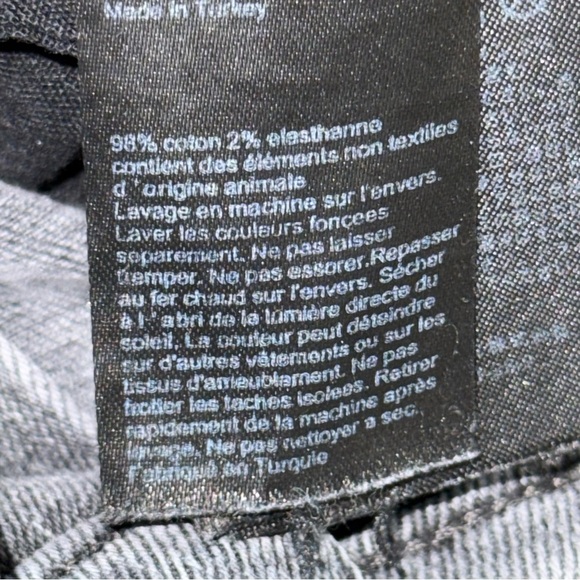 Made in Turkey
98% coton 2% elasthanne
contient des éléments non textiles
d'origine animale
Lavage en machine sur l'envers.
Laver les couleurs foncées
separement. Ne pas laisser
tremper. Ne pas essorer.Repasser
au fer chaud sur l'envers. Sécher
à l'abri de la lumière directe du
soleil. La couleur peut déteindre
sur d'autres vêtements ou sur les
tissus d'ameublement. Ne pas
frotter les taches isolees. Retirer
rapidement de la machine après
lavage. Ne pas nettoyer a sec.
en Turquie